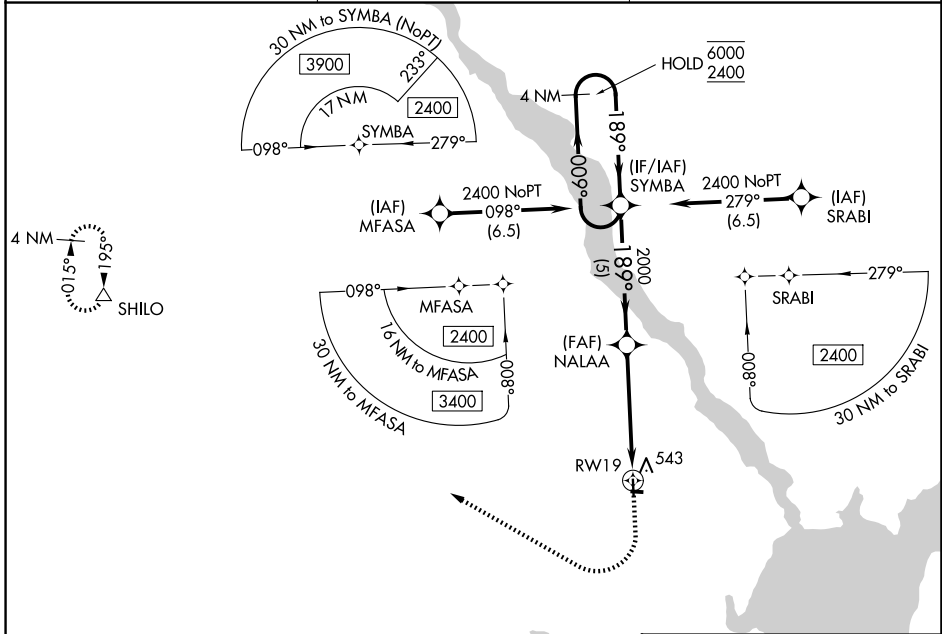 30 NM to SYMBA (NoPT)
3900
233°
17 NM
2400
SYMBA
098°
279°
HOLD 6000
2400
4 NM
189°
009°
(IF/IAF)
SYMBA
2400 NoPT
098°
(6.5)
(IAF)
MFASA
2400 NoPT
279°
(6.5)
(IAF)
SRABI
4 NM
015°
195°
SHILO
2000
189°
(5)
098°
MFASA
2400
16 NM to MFASA
3400
30 NM to MFASA
008°
(FAF)
NALAA
279°
SRABI
2400
008°
30 NM to SRABI
RW19
543